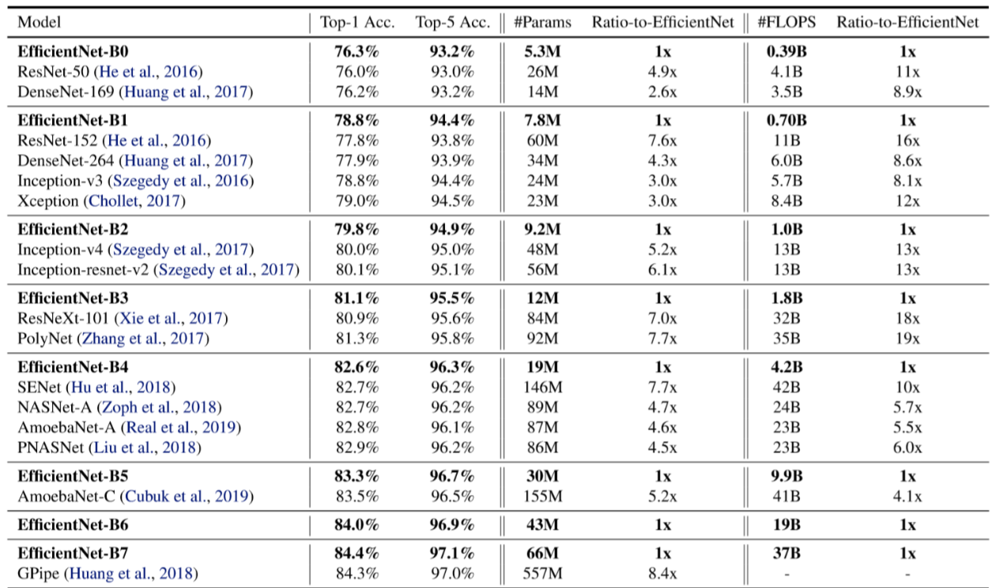 Model Top-1 Acc. Top-5 Acc. #Params Ratio-to-EfficientNet #FLOPS Ratio-to-EfficientNet
EfficientNet-B0 76.3% 93.2% 5.3M 1x 0.39B 1x
ResNet-50 (He et al., 2016) 76.0% 93.0% 26M 4.9x 4.1B 11x
DenseNet-169 (Huang et al., 2017) 76.2% 93.2% 14M 2.6x 3.5B 8.9x
EfficientNet-B1 78.8% 94.4% 7.8M 1x 0.70B 1x
ResNet-152 (He et al., 2016) 77.8% 93.8% 60M 7.6x 11B 16x
DenseNet-264 (Huang et al., 2017) 77.9% 93.9% 34M 4.3x 6.0B 8.6x
Inception-v3 (Szegedy et al., 2016) 78.8% 94.4% 24M 3.0x 5.7B 8.1x
Xception (Chollet, 2017) 79.0% 94.5% 23M 3.0x 8.4B 12x
EfficientNet-B2 79.8% 94.9% 9.2M 1x 1.0B 1x
Inception-v4 (Szegedy et al., 2017) 80.0% 95.0% 48M 5.2x 13B 13x
Inception-resnet-v2 (Szegedy et al., 2017) 80.1% 95.1% 56M 6.1x 13B 13x
EfficientNet-B3 81.1% 95.5% 12M 1x 1.8B 1x
ResNeXt-101 (Xie et al., 2017) 80.9% 95.6% 84M 7.0x 32B 18x
PolyNet (Zhang et al., 2017) 81.3% 95.8% 92M 7.7x 35B 19x
EfficientNet-B4 82.6% 96.3% 19M 1x 4.2B 1x
SENet (Hu et al., 2018) 82.7% 96.2% 146M 7.7x 42B 10x
NASNet-A (Zoph et al., 2018) 82.7% 96.2% 89M 4.7x 24B 5.7x
AmoebaNet-A (Real et al., 2019) 82.8% 96.1% 87M 4.6x 23B 5.5x
PNASNet (Liu et al., 2018) 82.9% 96.2% 86M 4.5x 23B 6.0x
EfficientNet-B5 83.3% 96.7% 30M 1x 9.9B 1x
AmoebaNet-C (Cubuk et al., 2019) 83.5% 96.5% 155M 5.2x 41B 4.1x
EfficientNet-B6 84.0% 96.9% 43M 1x 19B 1x
EfficientNet-B7 84.4% 97.1% 66M 1x 37B 1x
GPipe (Huang et al., 2018) 84.3% 97.0% 557M 8.4x - -